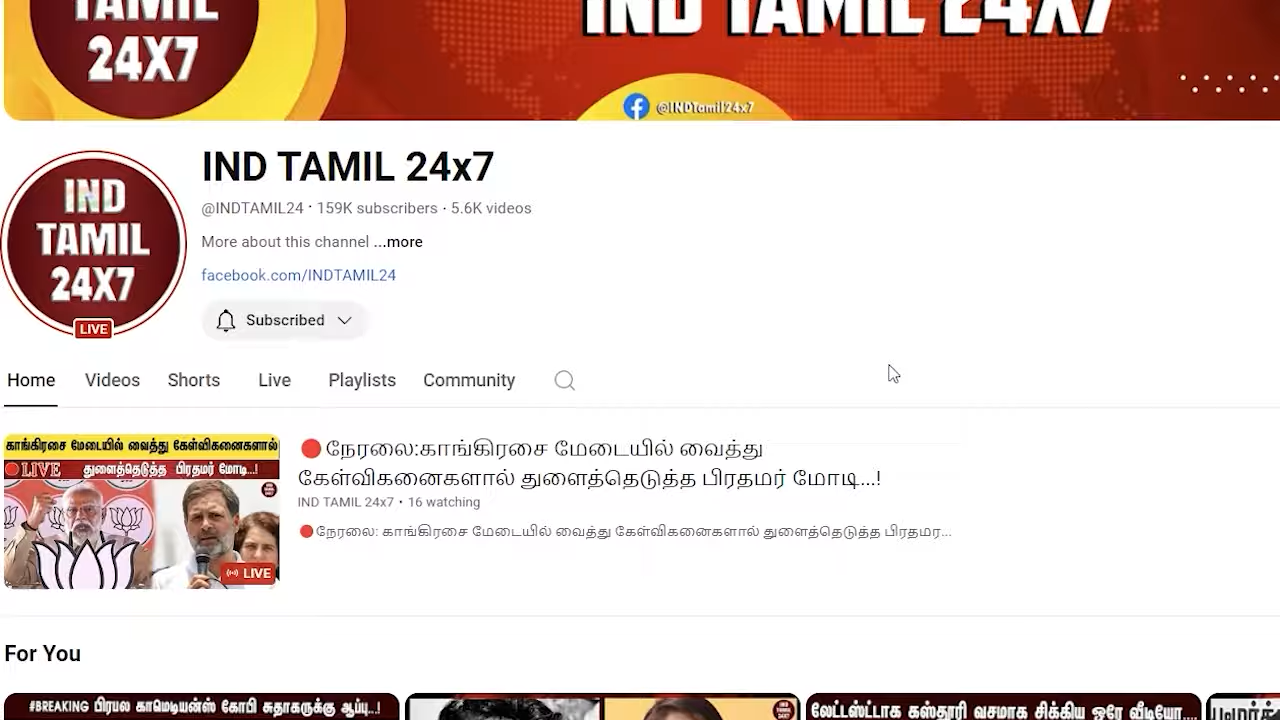 TAMIL
24X7
IND TAMIL 24X7
@INDTamil24x7
IND
TAMIL
24X7
LIVE
IND TAMIL 24x7
@INDTAMIL24 · 159K subscribers · 5.6K videos
More about this channel ...more
facebook.com/INDTAMIL24
Subscribed
Home Videos Shorts Live Playlists Community
காங்கிரசை மேடையில் வைத்து கேள்விகனைகளால்
LIVE துளைத்தெடுத்த பிரதமர் மோடி...!
LIVE
🔴நேரலை:காங்கிரசை மேடையில் வைத்து
கேள்விகனைகளால் துளைத்தெடுத்த பிரதமர் மோடி...!
IND TAMIL 24x7 • 16 watching
🔴நேரலை: காங்கிரசை மேடையில் வைத்து கேள்விகனைகளால் துளைத்தெடுத்த பிரதமர...
For You
#BREAKING பிரபல காமெடியன்ஸ் கோபி சுதாகருக்கு ஆப்பு..!
லேட்டஸ்ட்டாக கஸ்தூரி வசமாக சிக்கிய ஒரே வீடியோ...